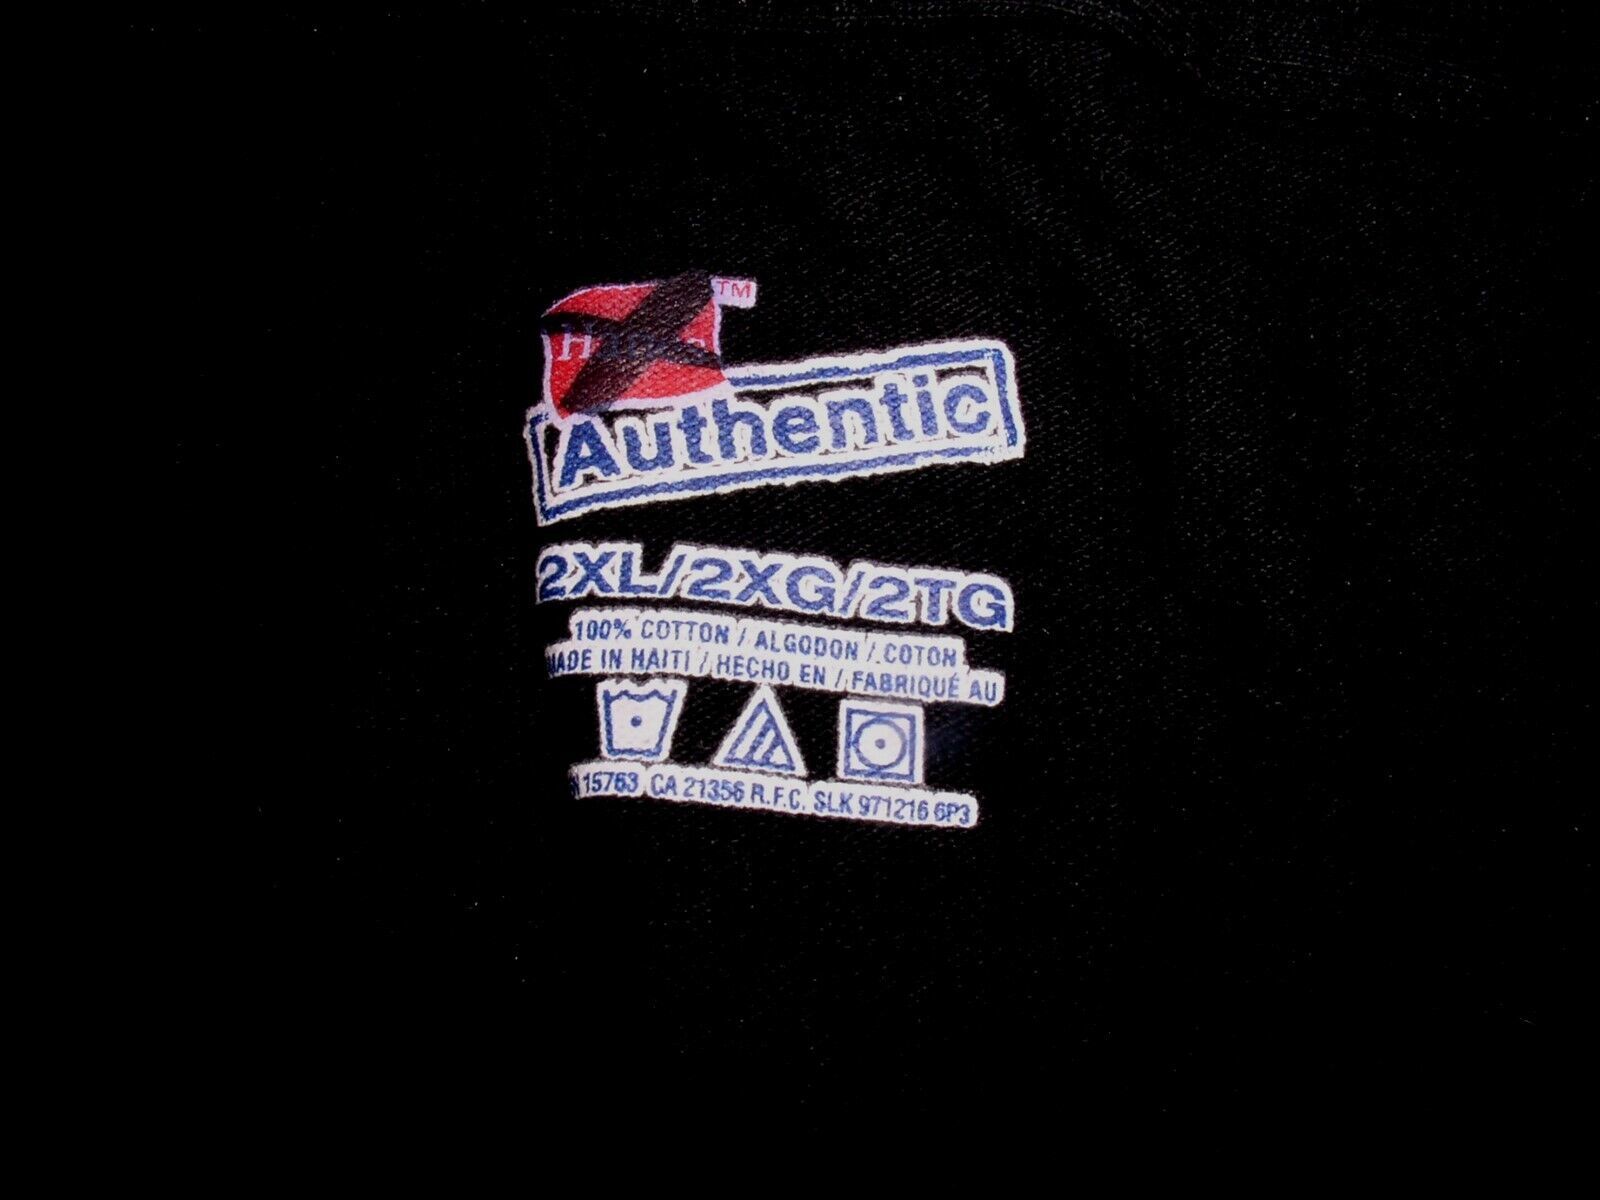 TM
Authentic
2XL/2XG/2TG
100% COTTON / ALGODON / COTON
MADE IN HAITI / HECHO EN / FABRIQUÉ AU
15763 CA 21356 R.F.C. SLK 971216 6P3